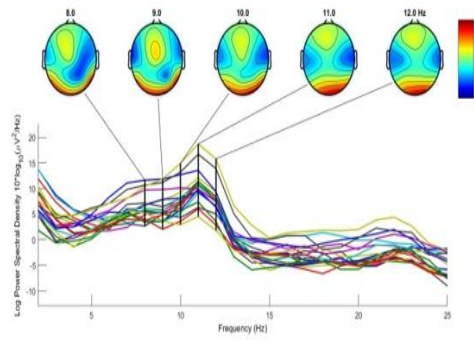 8.0 9.0 10.0 11.0 12.0 Hz
Log Power Spectral Density 10*log10(μV²/Hz)
20
15
10
5
0
-5
-10
5 10 15 20 25
Frequency (Hz)